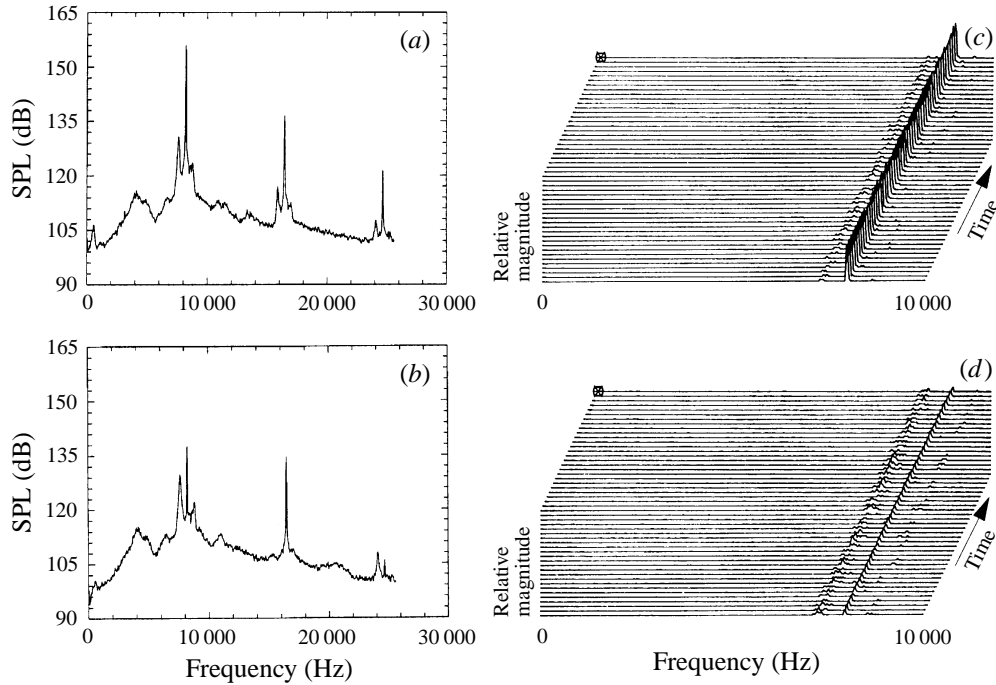 165
150
135
120
105
90
SPL (dB)
(a)
0
10 000
20 000
30 000
(c)
Relative
magnitude
Time
0
10 000
165
150
135
120
105
90
SPL (dB)
(b)
0
10 000
20 000
30 000
Frequency (Hz)
(d)
Relative
magnitude
Time
0
10 000
Frequency (Hz)